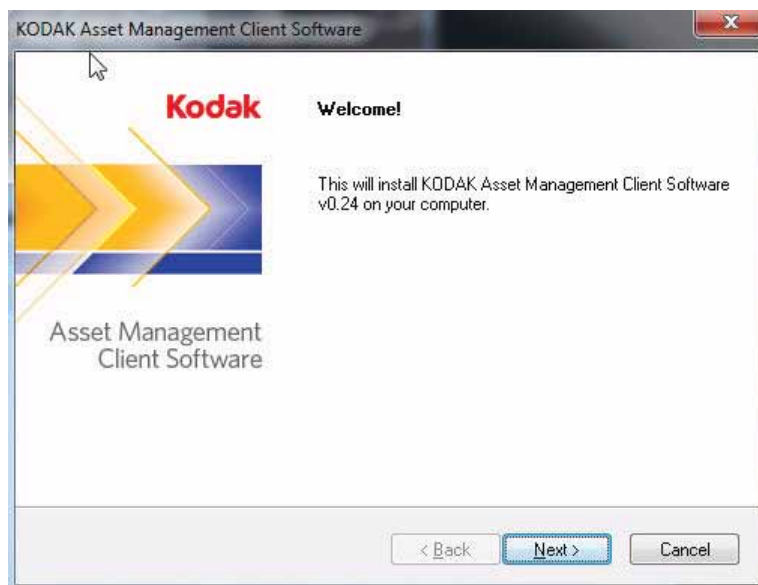 KODAK Asset Management Client Software
Kodak
Welcome!
This will install KODAK Asset Management Client Software
v0.24 on your computer.
Asset Management
Client Software
< Back
Next >
Cancel